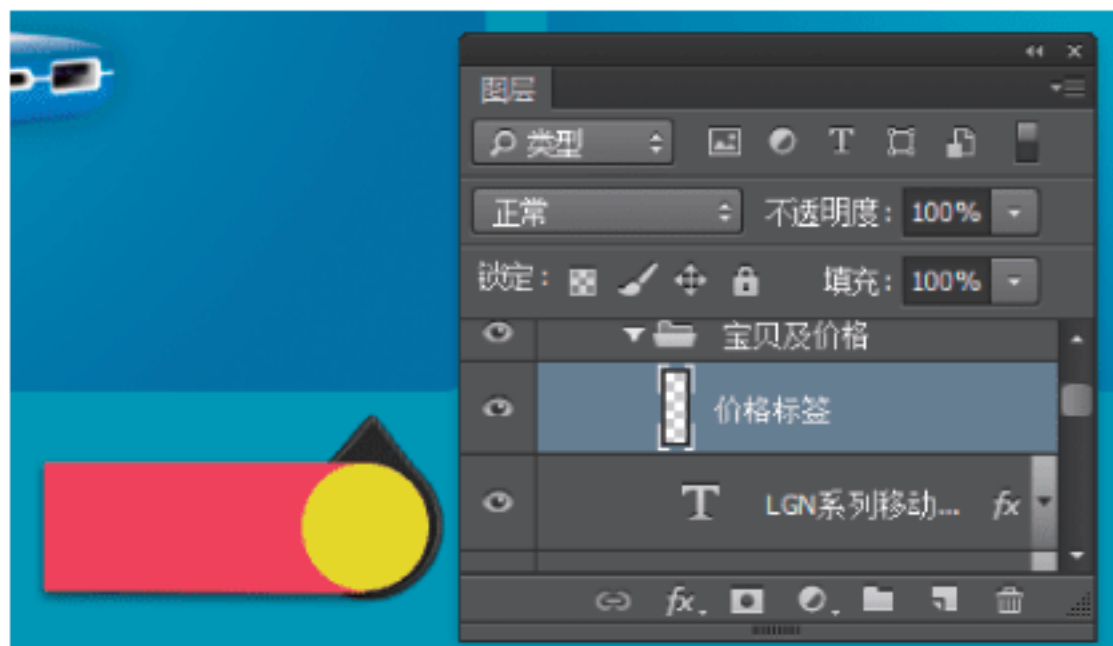 图层
类型 T
正常 不透明度: 100%
锁定: 填充: 100%
宝贝及价格
价格标签
T LGN系列移动... fx
fx.